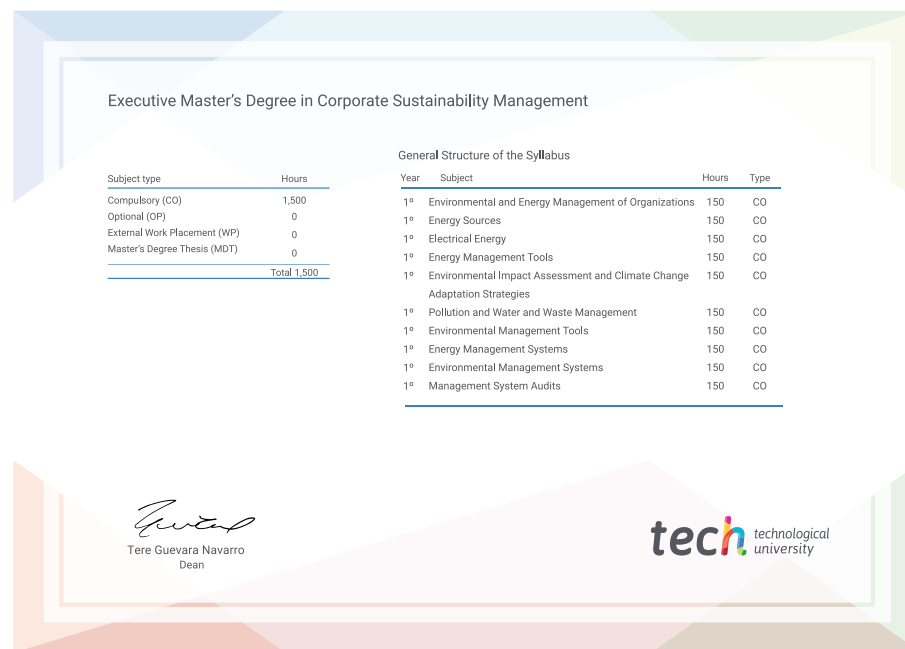 Executive Master's Degree in Corporate Sustainability Management
General Structure of the Syllabus
Subject type Hours
Compulsory (CO) 1,500
Optional (OP) 0
External Work Placement (WP) 0
Master's Degree Thesis (MDT) 0
Total 1,500
Year Subject Hours Type
1º Environmental and Energy Management of Organizations 150 CO
1º Energy Sources 150 CO
1º Electrical Energy 150 CO
1º Energy Management Tools 150 CO
1º Environmental Impact Assessment and Climate Change 150 CO
Adaptation Strategies
1º Pollution and Water and Waste Management 150 CO
1º Environmental Management Tools 150 CO
1º Energy Management Systems 150 CO
1º Environmental Management Systems 150 CO
1º Management System Audits 150 CO
Tere Guevara Navarro
Dean
tech technological
university